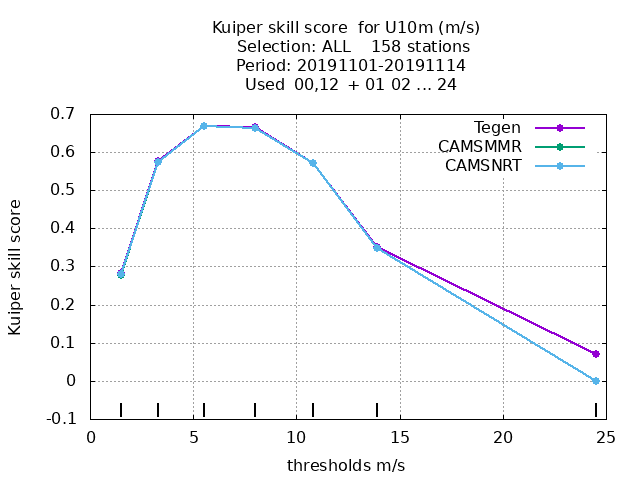 Kuiper skill score for U10m (m/s)
Selection: ALL 158 stations
Period: 20191101-20191114
Used 00,12 + 01 02 ... 24
Tegen
CAMSMMR
CAMSNRT
Kuiper skill score
0.7
0.6
0.5
0.4
0.3
0.2
0.1
0
-0.1
0 5 10 15 20 25
thresholds m/s